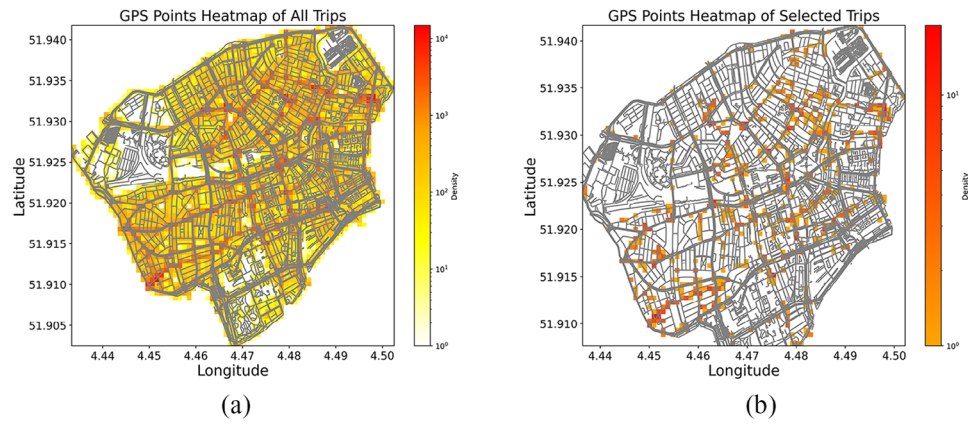 GPS Points Heatmap of All Trips
51.940
51.935
51.930
51.925
51.920
51.915
51.910
51.905
Latitude
4.44 4.45 4.46 4.47 4.48 4.49 4.50
Longitude
10⁴
10³
10²
10¹
10⁰
Density
(a)
GPS Points Heatmap of Selected Trips
51.940
51.935
51.930
51.925
51.920
51.915
51.910
Latitude
4.44 4.45 4.46 4.47 4.48 4.49 4.50
Longitude
10¹
10⁰
Density
(b)